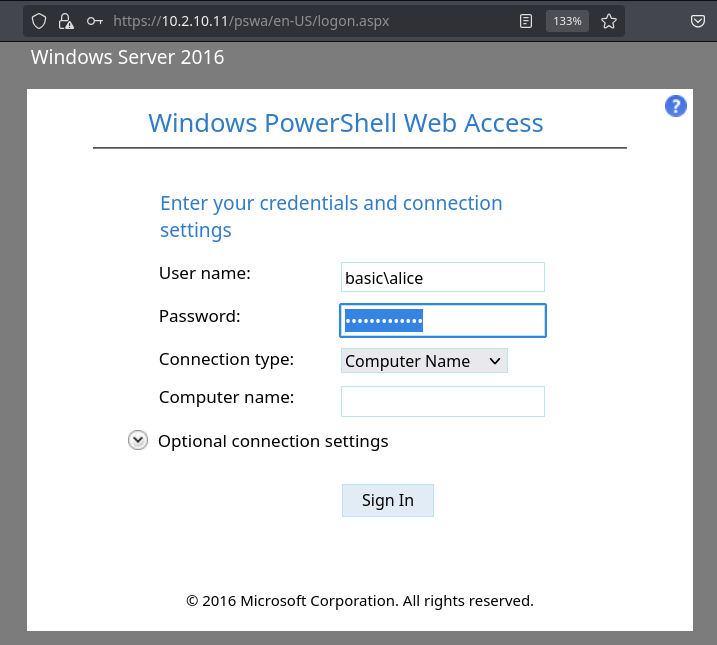 https://10.2.10.11/pswa/en-US/logon.aspx
133%
Windows Server 2016
?
Windows PowerShell Web Access
Enter your credentials and connection
settings
User name:
basic\alice
Password:
•••••••••••••
Connection type:
Computer Name
Computer name:
Optional connection settings
Sign In
© 2016 Microsoft Corporation. All rights reserved.